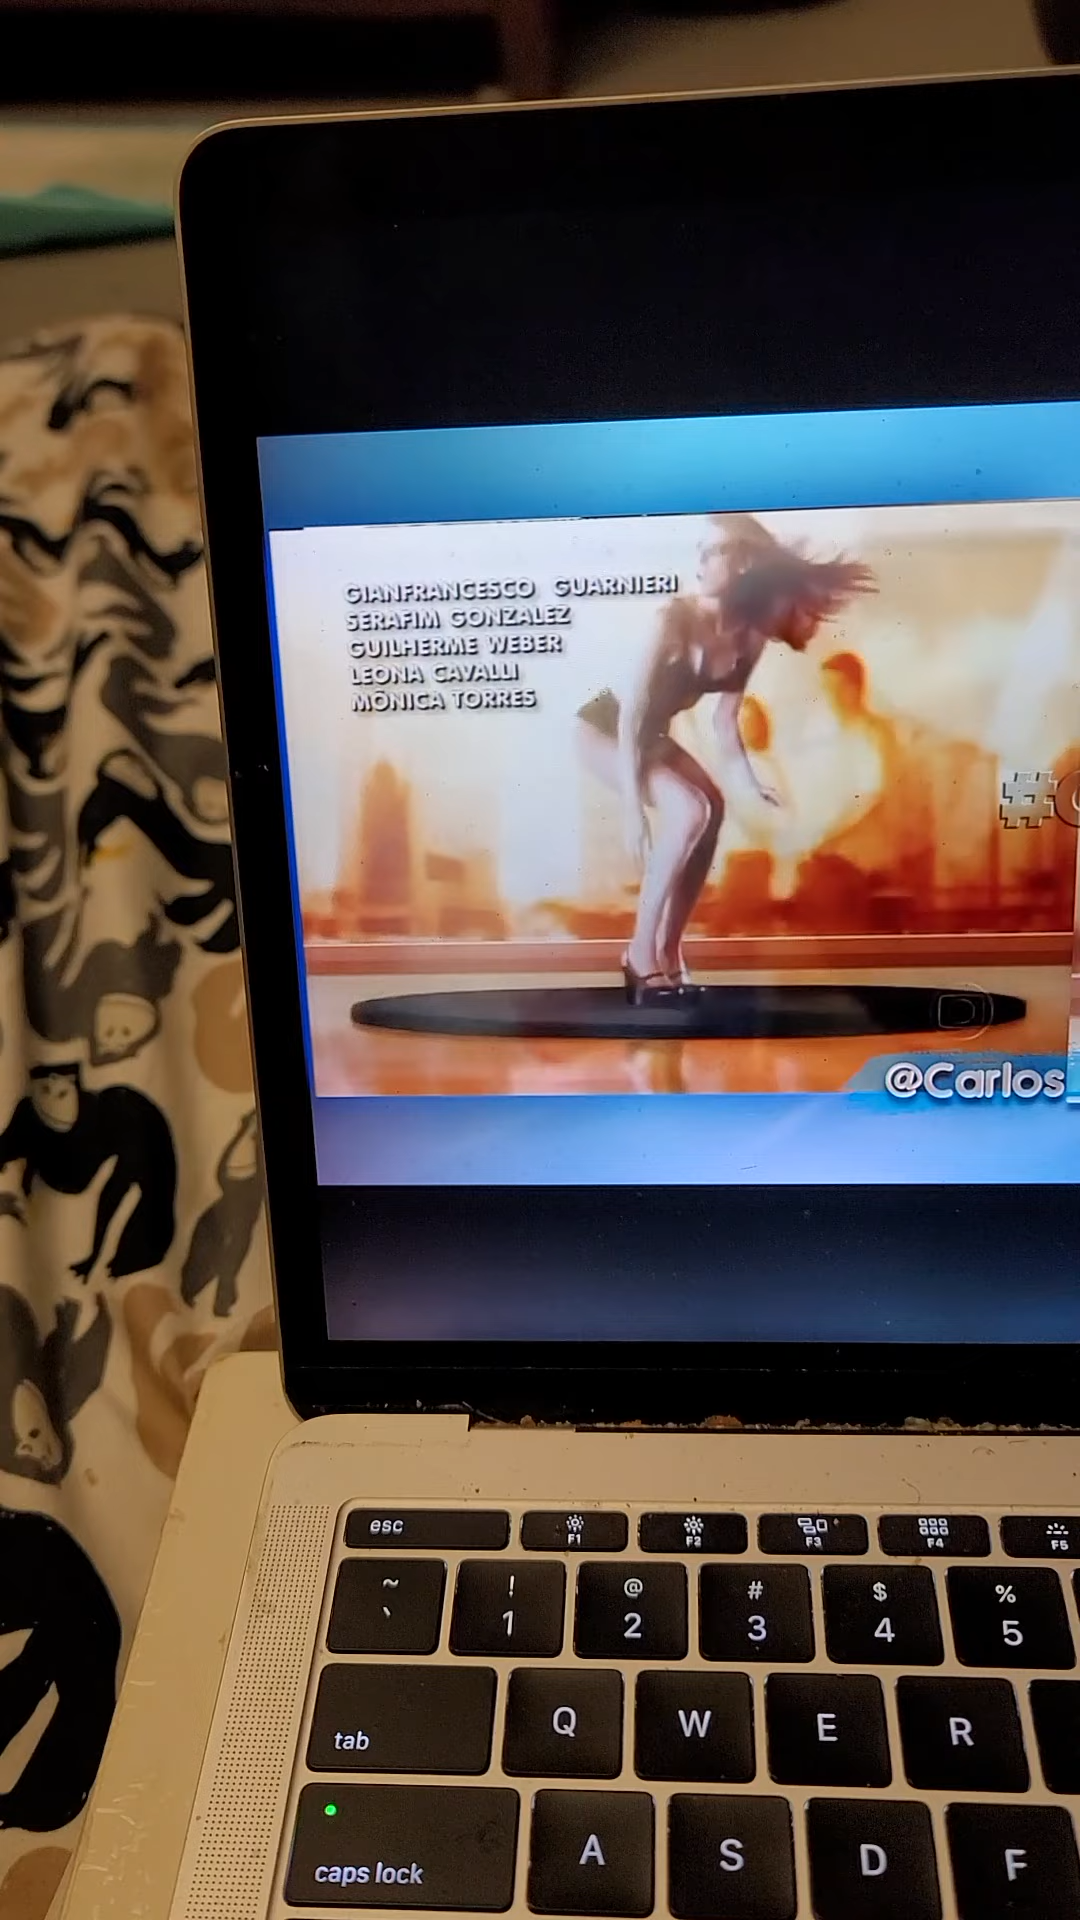 GIANFRANCESCO GUARNIERI
SERAFIM GONZALEZ
GUILHERME WEBER
LEONA CAVALLI
MÔNICA TORRES
#
@Carlos
esc
F1
F2
F3
F4
F5
~
`
!
1
@
2
#
3
$
4
%
5
tab
Q
W
E
R
caps lock
A
S
D
F